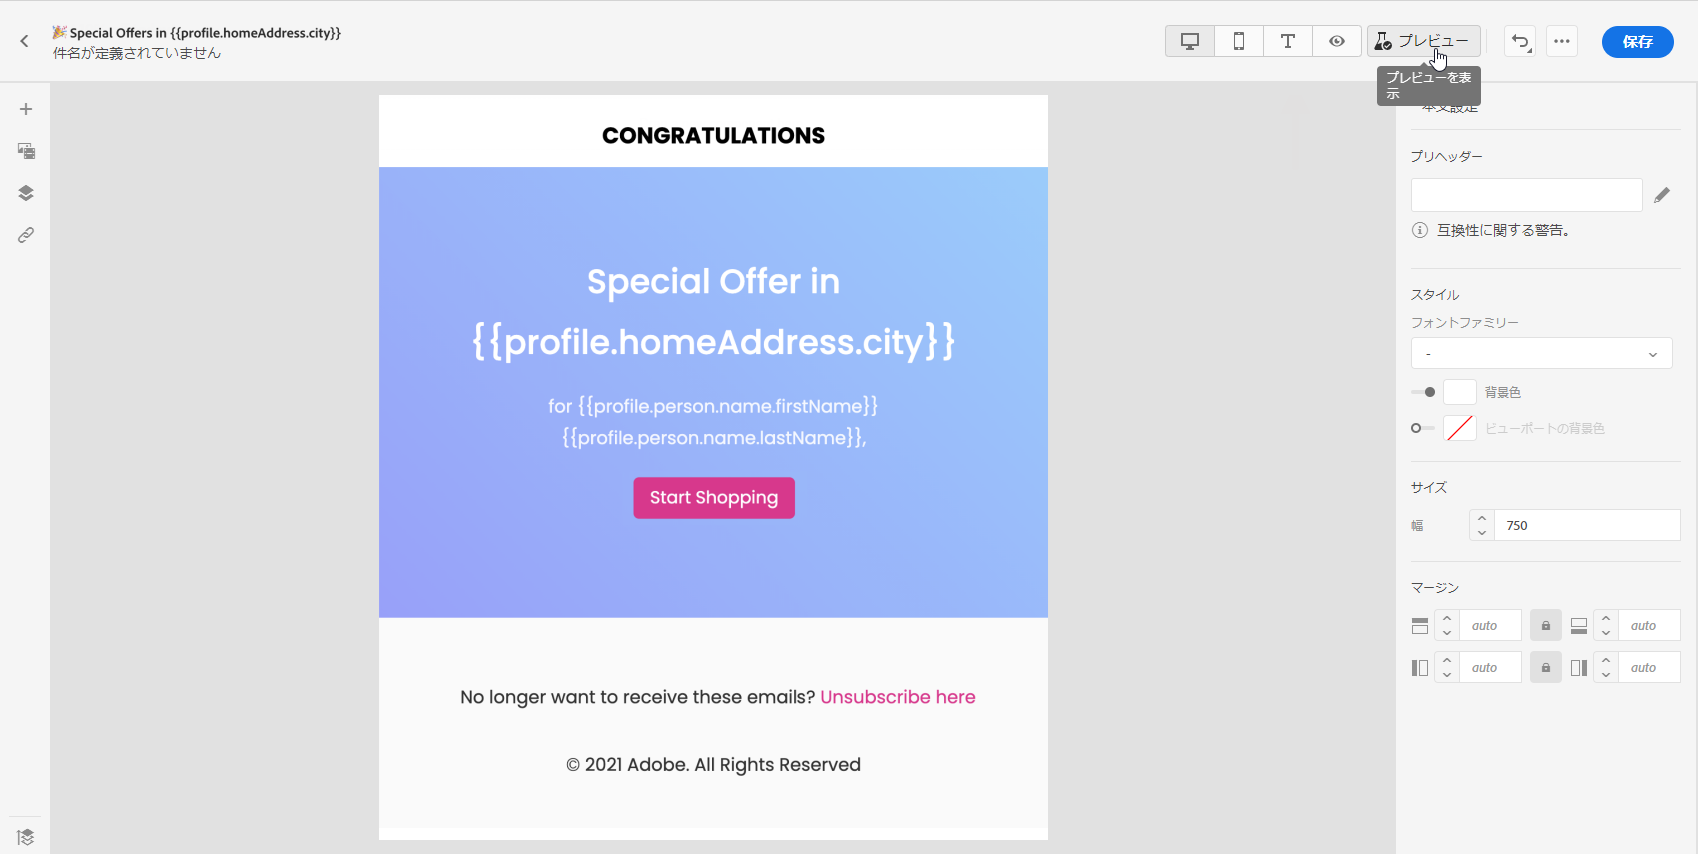 🎉 Special Offers in {{profile.homeAddress.city}}
件名が定義されていません
T
プレビュー
保存
プレビューを表
示
本文設定
CONGRATULATIONS
Special Offer in
{{profile.homeAddress.city}}
for {{profile.person.name.firstName}}
{{profile.person.name.lastName}},
Start Shopping
No longer want to receive these emails? Unsubscribe here
© 2021 Adobe. All Rights Reserved
プリヘッダー
互換性に関する警告。
スタイル
フォントファミリー
-
背景色
ビューポートの背景色
サイズ
幅
750
マージン
auto
auto
auto
auto